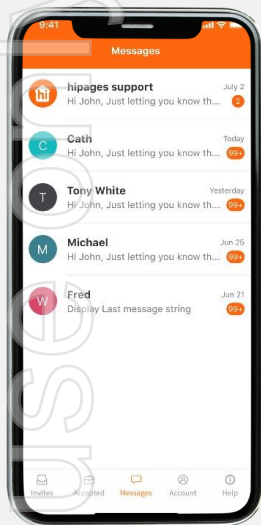 9:41
Messages
hi
hipages support
July 2
Hi John, Just letting you know th...
2
C
Cath
Today
Hi John, Just letting you know th...
99+
T
Tony White
Yesterday
Hi John, Just letting you know th...
99+
M
Michael
Jun 26
Hi John, Just letting you know th...
99+
W
Fred
Jun 21
Display Last message string
99+
Invites
Accepted
Messages
Account
Help
use only